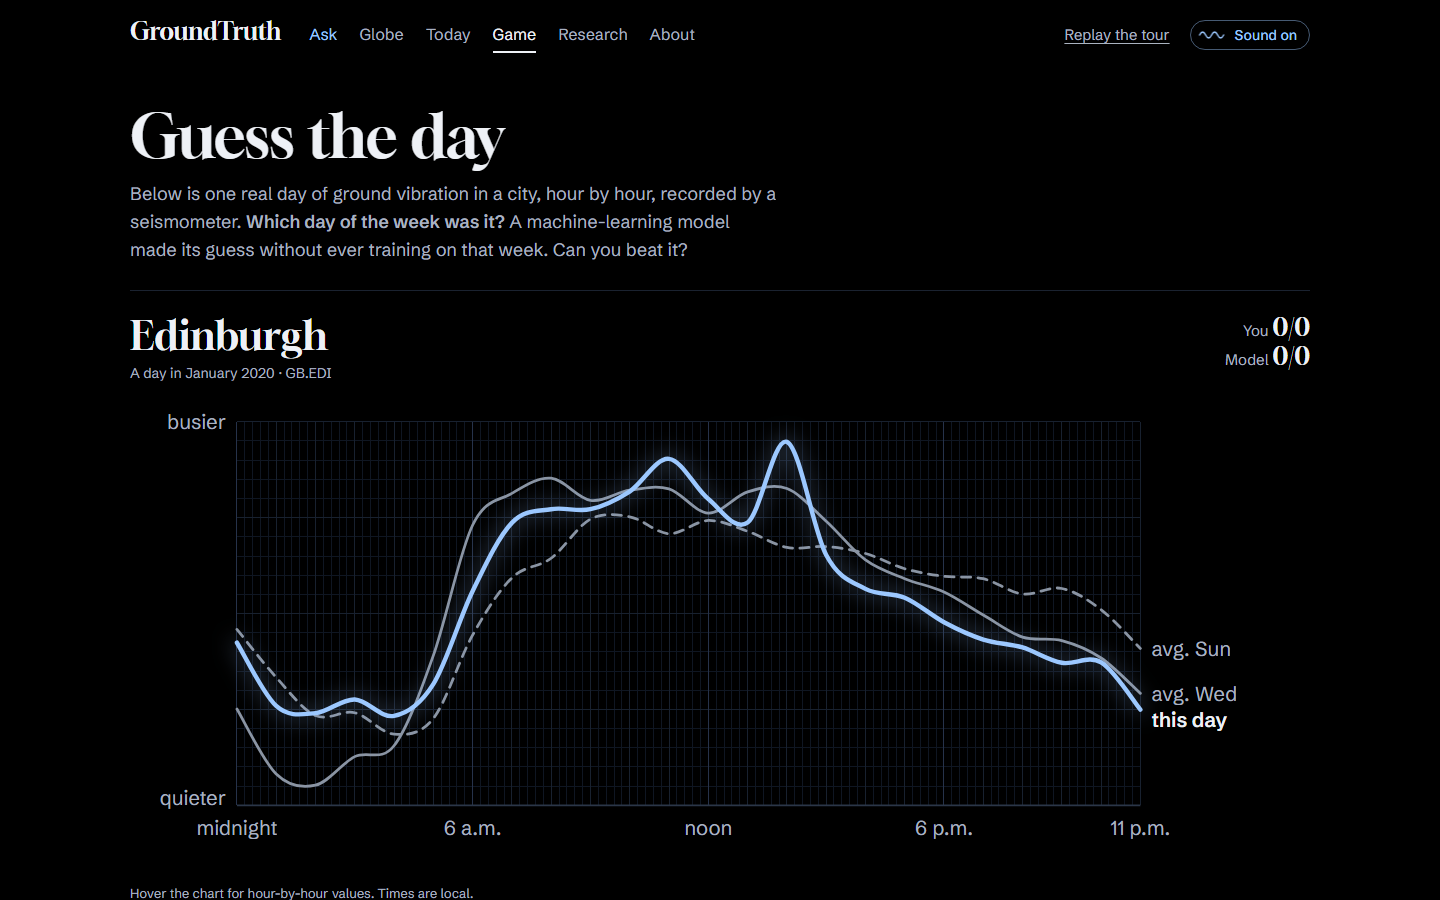 GroundTruth Ask Globe Today Game Research About Replay the tour Sound on
Guess the day
Below is one real day of ground vibration in a city, hour by hour, recorded by a
seismometer. Which day of the week was it? A machine-learning model
made its guess without ever training on that week. Can you beat it?
Edinburgh
A day in January 2020 · GB.EDI
You 0/0
Model 0/0
busier
avg. Sun
avg. Wed
this day
quieter
midnight 6 a.m. noon 6 p.m. 11 p.m.
Hover the chart for hour-by-hour values. Times are local.